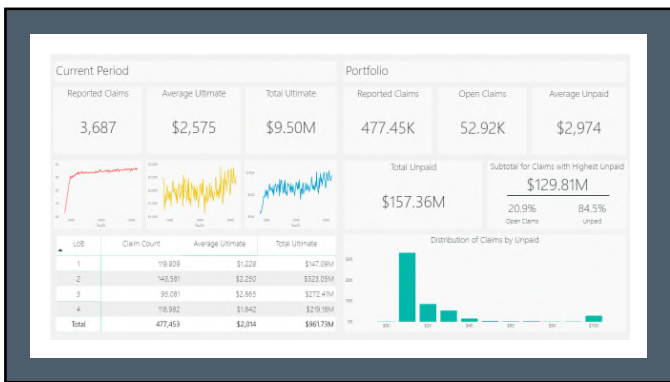 Current Period
Portfolio
Reported Claims
Average Ultimate
Total Ultimate
Reported Claims
Open Claims
Average Unpaid
3,687
$2,575
$9.50M
477.45K
52.92K
$2,974
Total Unpaid
Subtotal for Claims with Highest Unpaid
$157.36M
$129.81M
20.9%
84.5%
Open Claims
Unpaid
LoB
Claim Count
Average Ultimate
Total Ultimate
Distribution of Claims by Unpaid
1
119,809
$1,228
$147.09M
2
143,581
$2,250
$323.05M
3
95,081
$2,865
$272.41M
4
118,982
$1,842
$219.18M
Total
477,453
$2,014
$961.73M